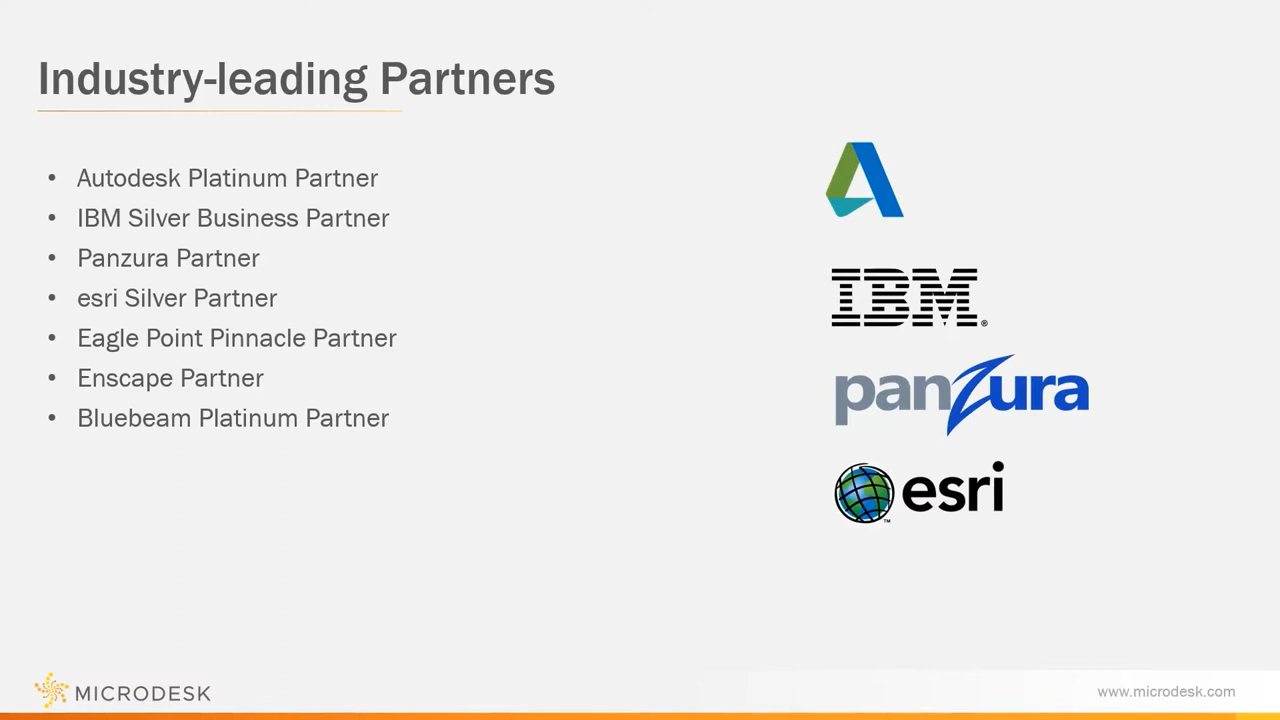 Industry-leading Partners
• Autodesk Platinum Partner
• IBM Silver Business Partner
• Panzura Partner
• esri Silver Partner
• Eagle Point Pinnacle Partner
• Enscape Partner
• Bluebeam Platinum Partner
IBM®
panzura
esri™
MICRODESK
www.microdesk.com